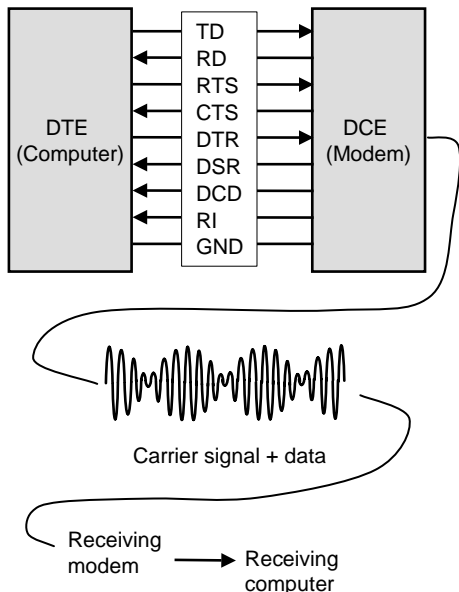 TD
RD
RTS
CTS
DTR
DSR
DCD
RI
GND
DTE
(Computer)
DCE
(Modem)
Carrier signal + data
Receiving
modem
Receiving
computer